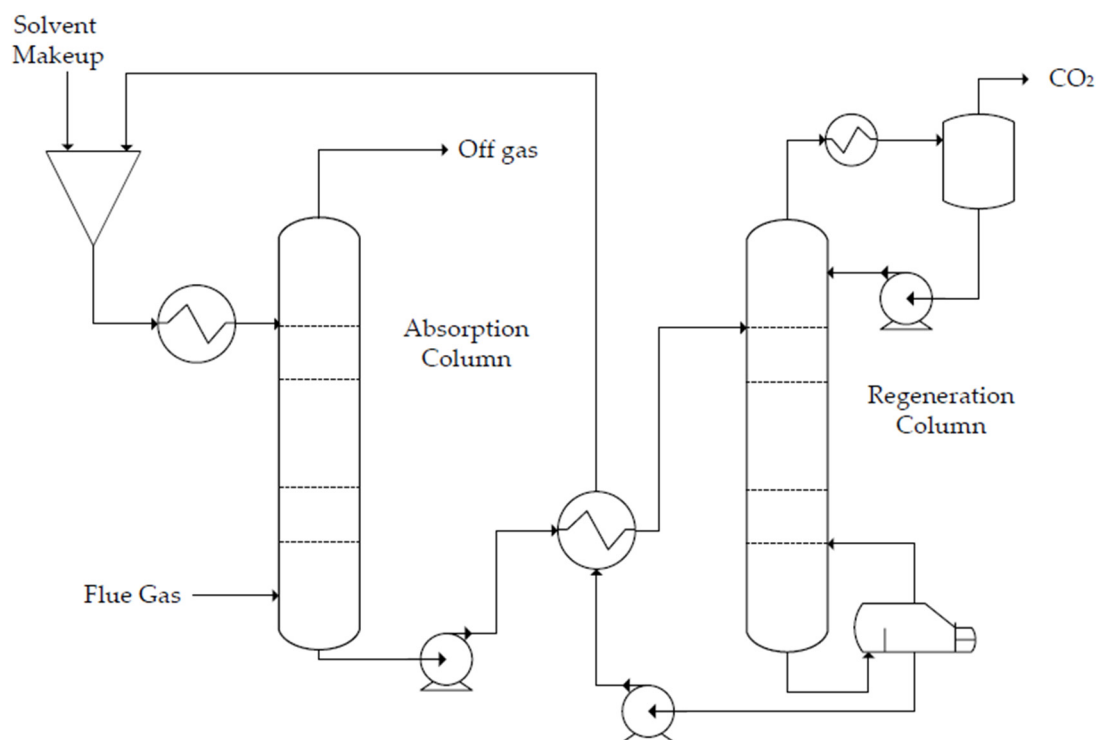 Solvent
Makeup
CO₂
Off gas
Absorption
Column
Regeneration
Column
Flue Gas